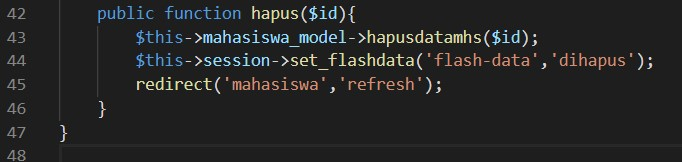 42 public function hapus($id){
43 $this->mahasiswa_model->hapusdatamhs($id);
44 $this->session->set_flashdata('flash-data','dihapus');
45 redirect('mahasiswa','refresh');
46 }
47 }
48